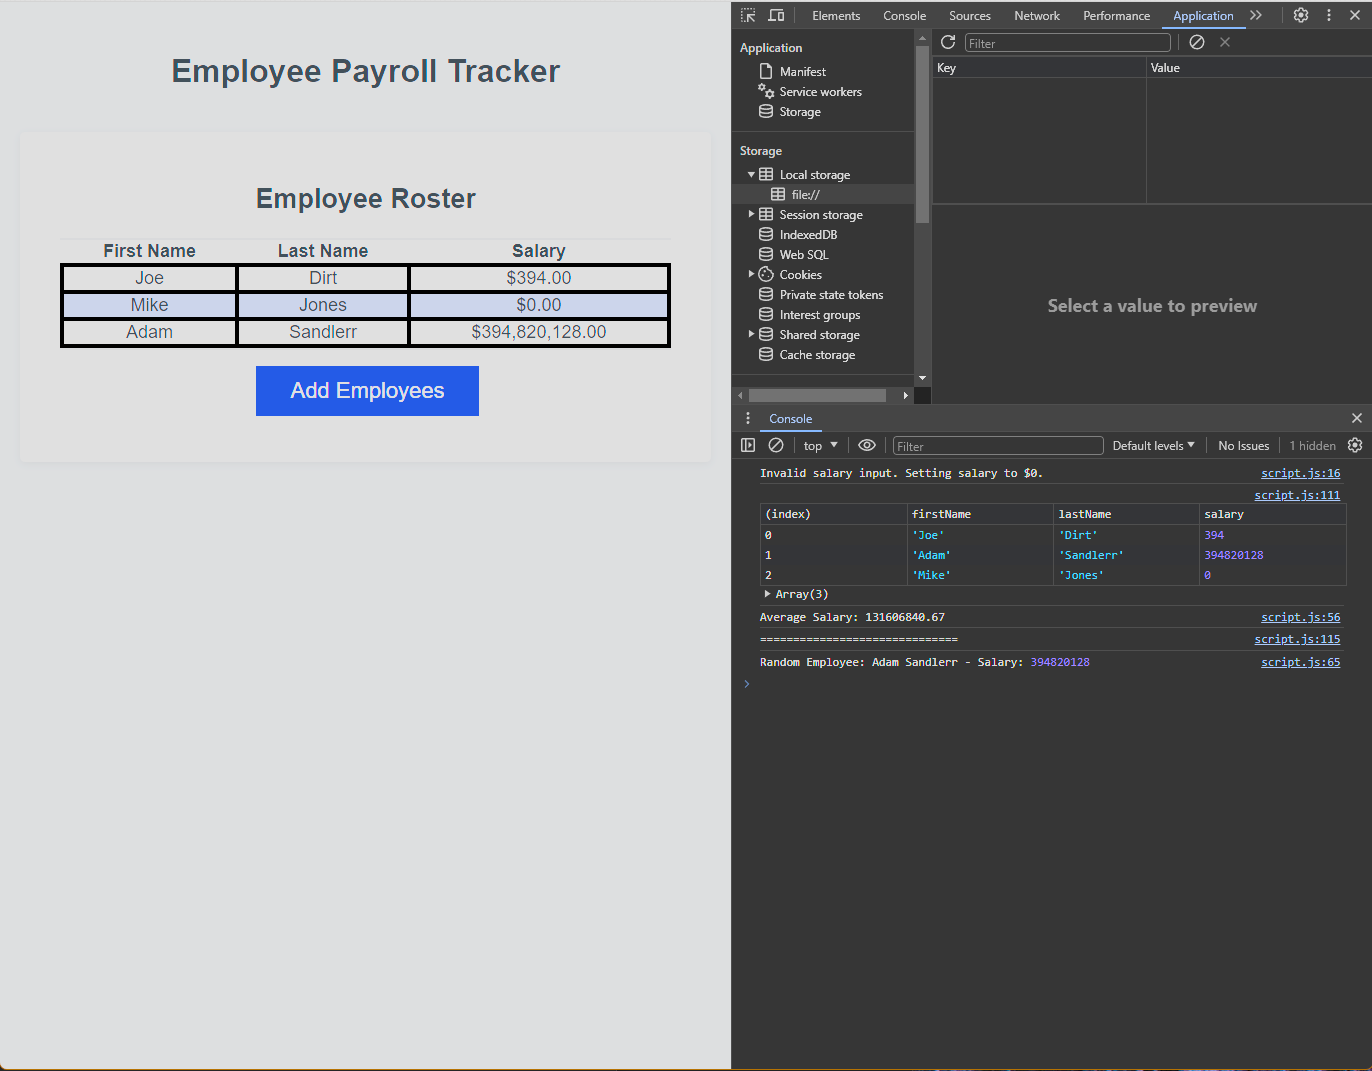 Employee Payroll Tracker
Employee Roster
First Name Last Name Salary
Joe Dirt $394.00
Mike Jones $0.00
Adam Sandlerr $394,820,128.00
Add Employees
Elements Console Sources Network Performance Application
Application
Manifest
Service workers
Storage
Storage
Local storage
file://
Session storage
IndexedDB
Web SQL
Cookies
Private state tokens
Interest groups
Shared storage
Cache storage
Filter
Key Value
Select a value to preview
Console
top Filter Default levels No Issues 1 hidden
Invalid salary input. Setting salary to $0. script.js:16
script.js:111
(index) firstName lastName salary
0 'Joe' 'Dirt' 394
1 'Adam' 'Sandlerr' 394820128
2 'Mike' 'Jones' 0
Array(3)
Average Salary: 131606840.67 script.js:56
============================== script.js:115
Random Employee: Adam Sandlerr - Salary: 394820128 script.js:65